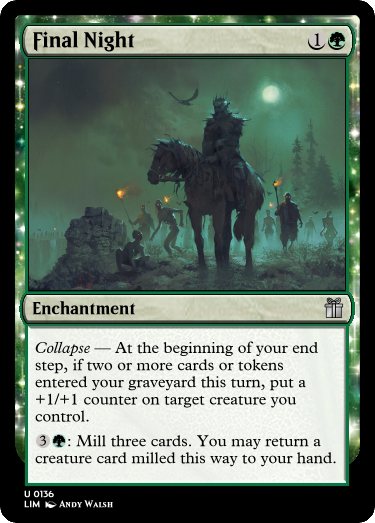 Final Night 1
Enchantment
Collapse — At the beginning of your end
step, if two or more cards or tokens
entered your graveyard this turn, put a
+1/+1 counter on target creature you
control.
3: Mill three cards. You may return a
creature card milled this way to your hand.
U 0136
LIM Andy Walsh